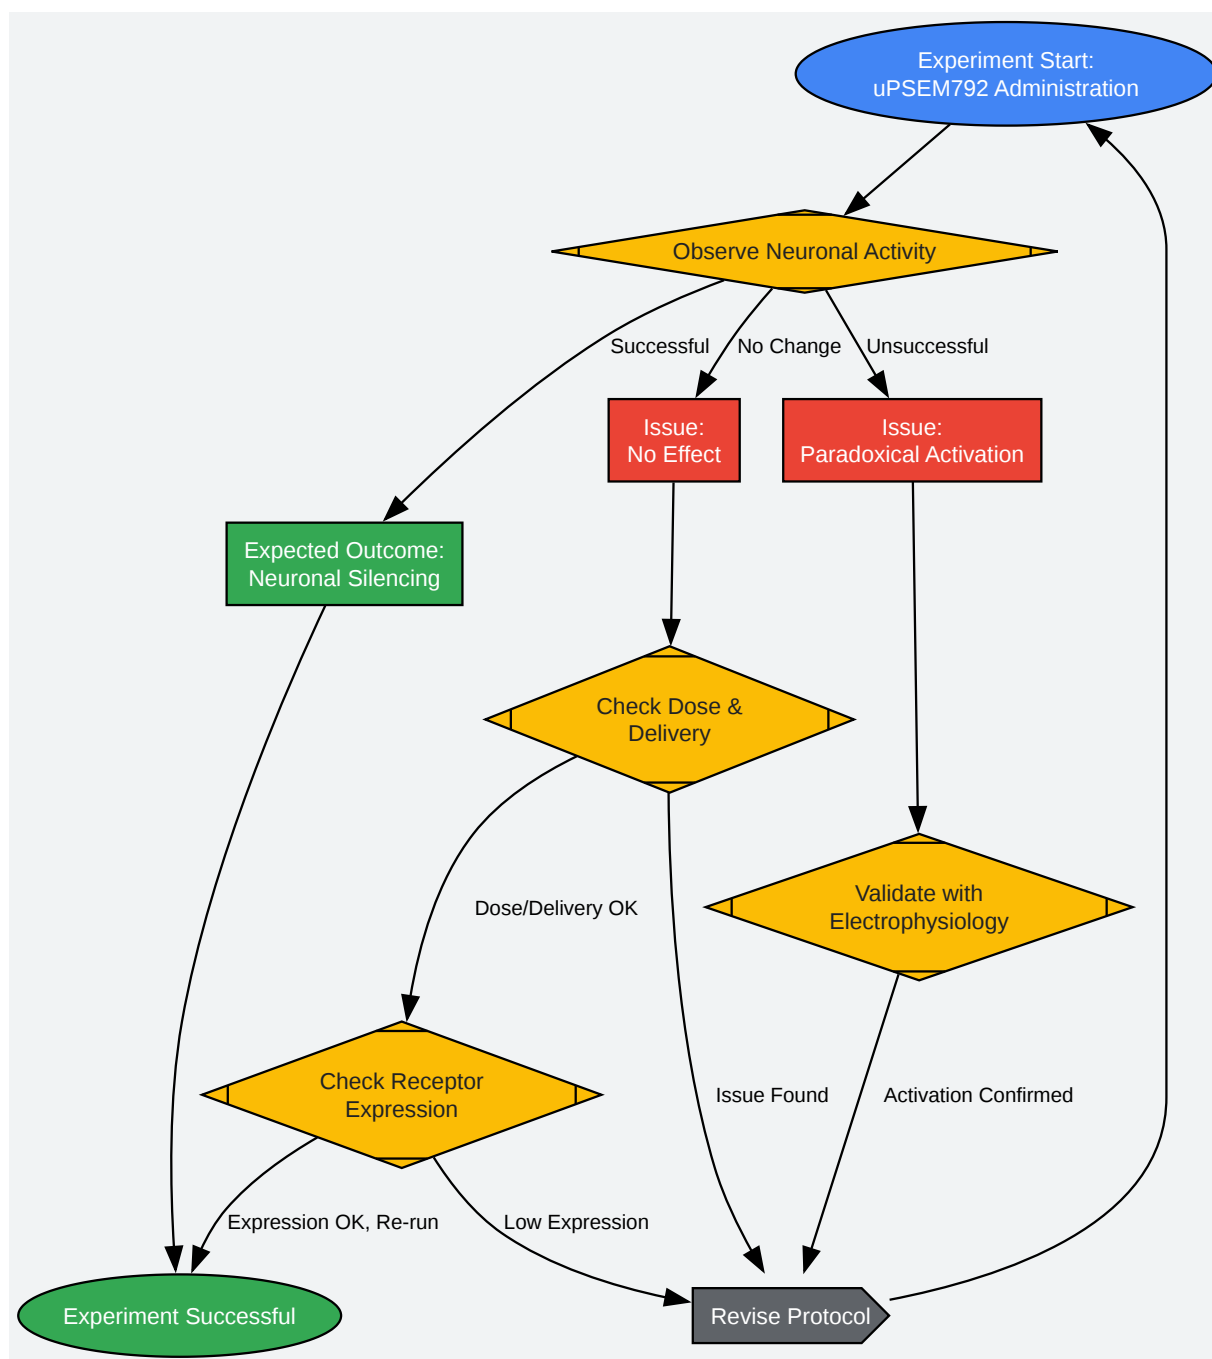 Experiment Start:
uPSEM792 Administration
Observe Neuronal Activity
Successful
No Change
Unsuccessful
Issue:
No Effect
Issue:
Paradoxical Activation
Expected Outcome:
Neuronal Silencing
Check Dose &
Delivery
Validate with
Electrophysiology
Dose/Delivery OK
Check Receptor
Expression
Issue Found
Activation Confirmed
Expression OK, Re-run
Low Expression
Experiment Successful
Revise Protocol